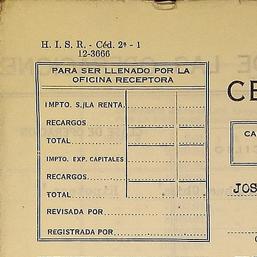 H. I. S. R. - Céd. 2ª - 1
12-3666
PARA SER LLENADO POR LA
OFICINA RECEPTORA
IMPTO. S.|LA RENTA.
RECARGOS
TOTAL
IMPTO. EXP. CAPITALES
RECARGOS
TOTAL
REVISADA POR
REGISTRADA POR
CE
CA
JOS